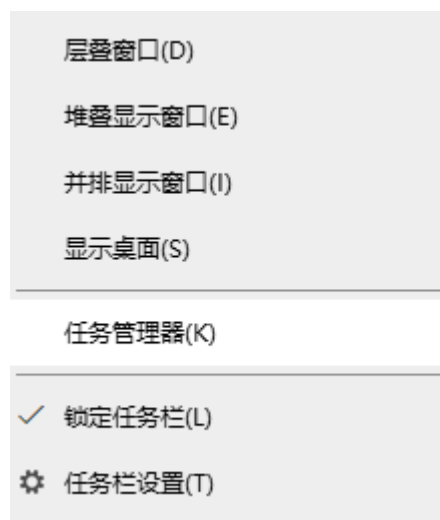 层叠窗口(D)
堆叠显示窗口(E)
并排显示窗口(I)
显示桌面(S)
任务管理器(K)
锁定任务栏(L)
任务栏设置(T)